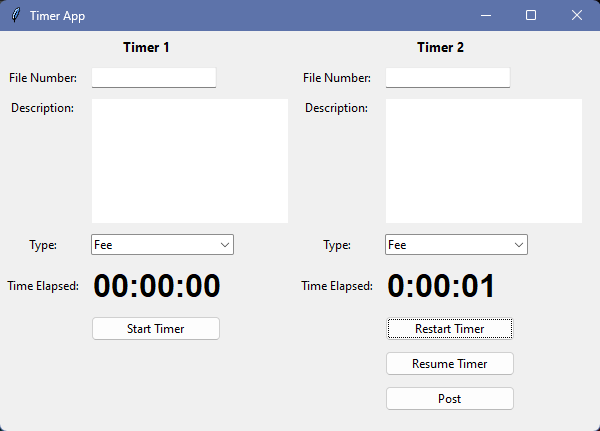 Timer App
Timer 1
File Number:
Description:
Type:
Fee
Time Elapsed:
00:00:00
Start Timer
Timer 2
File Number:
Description:
Type:
Fee
Time Elapsed:
0:00:01
Restart Timer
Resume Timer
Post